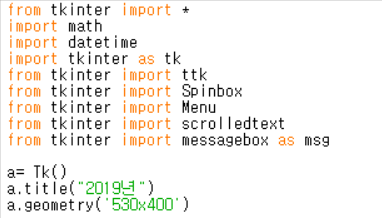 from tkinter import *
import math
import datetime
import tkinter as tk
from tkinter import ttk
from tkinter import Spinbox
from tkinter import Menu
from tkinter import scrolledtext
from tkinter import messagebox as msg

a= Tk()
a.title("2019년")
a.geometry('530x400')